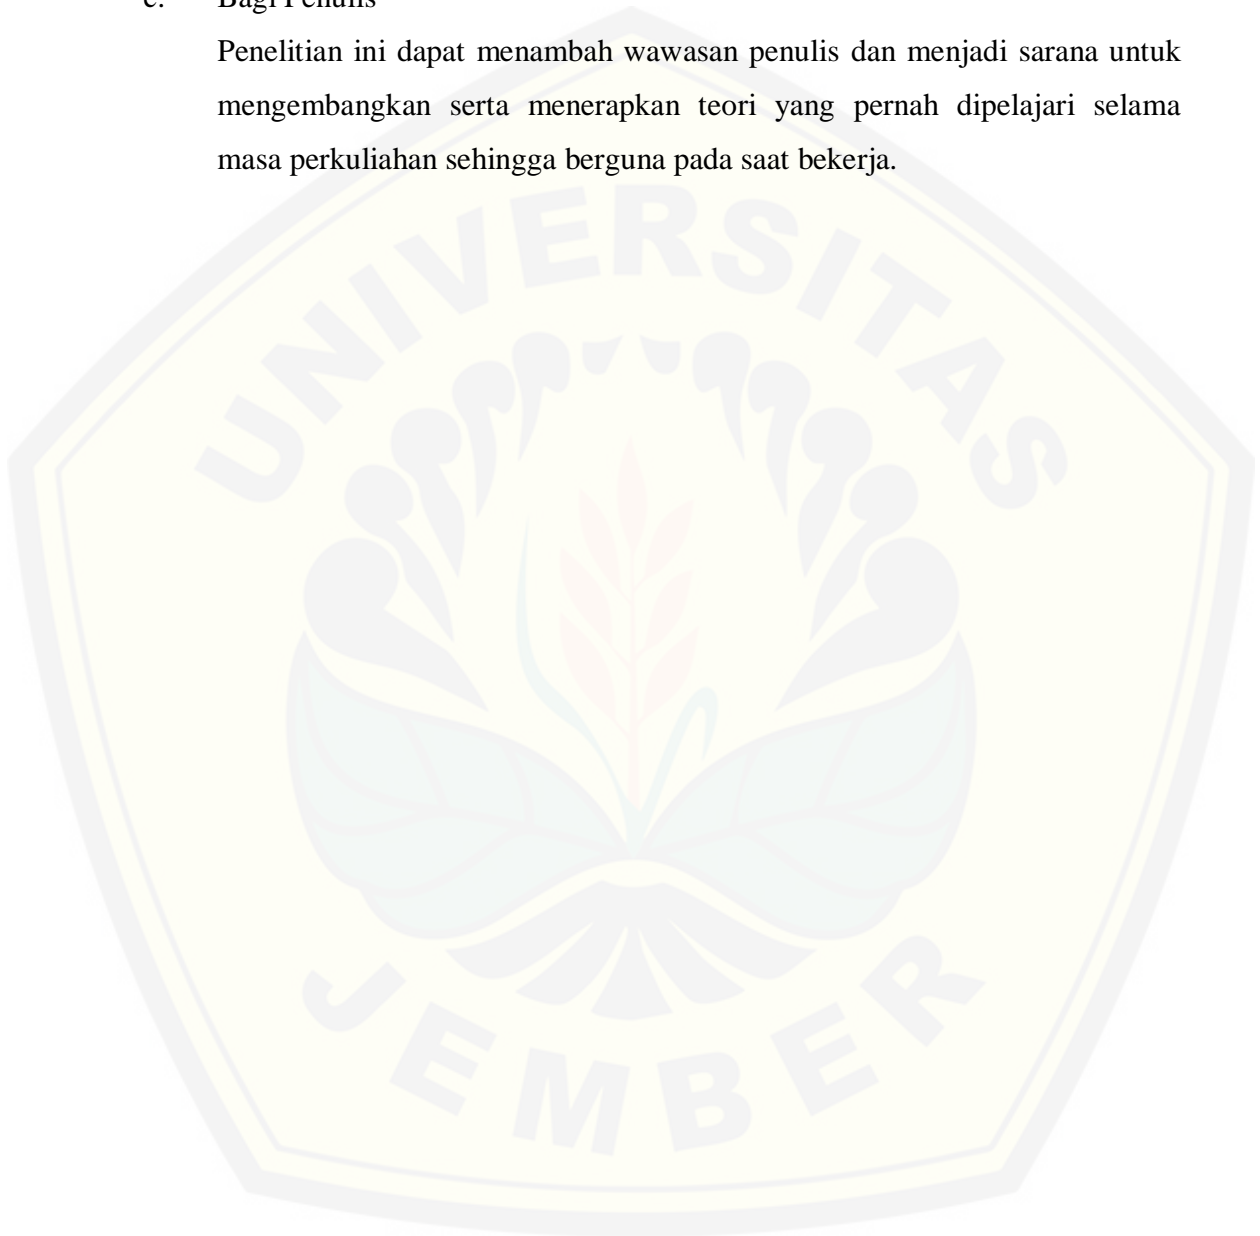 Bagi Penulis
Penelitian ini dapat menambah wawasan penulis dan menjadi sarana untuk
mengembangkan serta menerapkan teori yang pernah dipelajari selama
masa perkuliahan sehingga berguna pada saat bekerja.
UNIVERSITAS
JEMBER